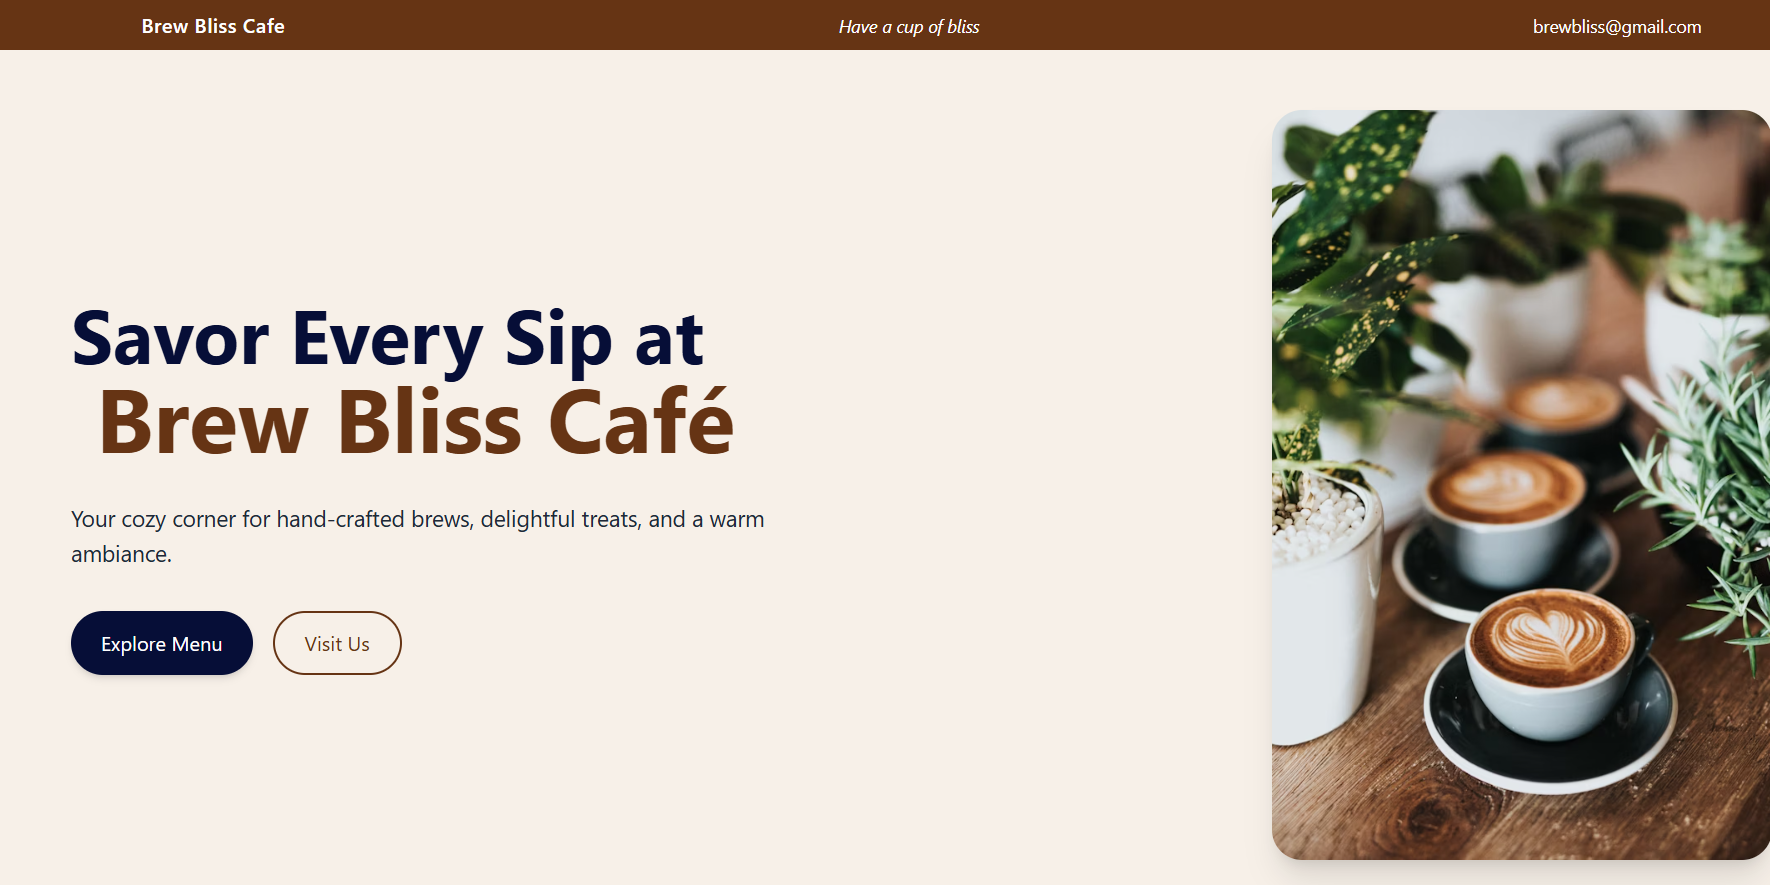 Brew Bliss Cafe
Have a cup of bliss
brewbliss@gmail.com
Savor Every Sip at
Brew Bliss Café
Your cozy corner for hand-crafted brews, delightful treats, and a warm
ambiance.
Explore Menu
Visit Us